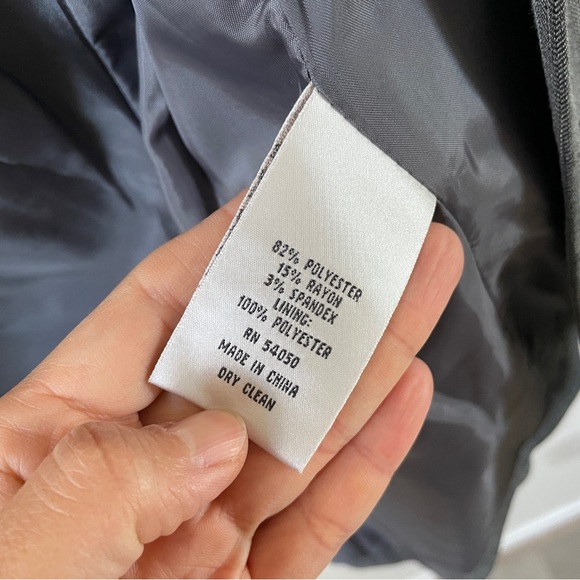 82% POLYESTER
15% RAYON
3% SPANDEX
LINING:
100% POLYESTER
RN 54050
MADE IN CHINA
DRY CLEAN